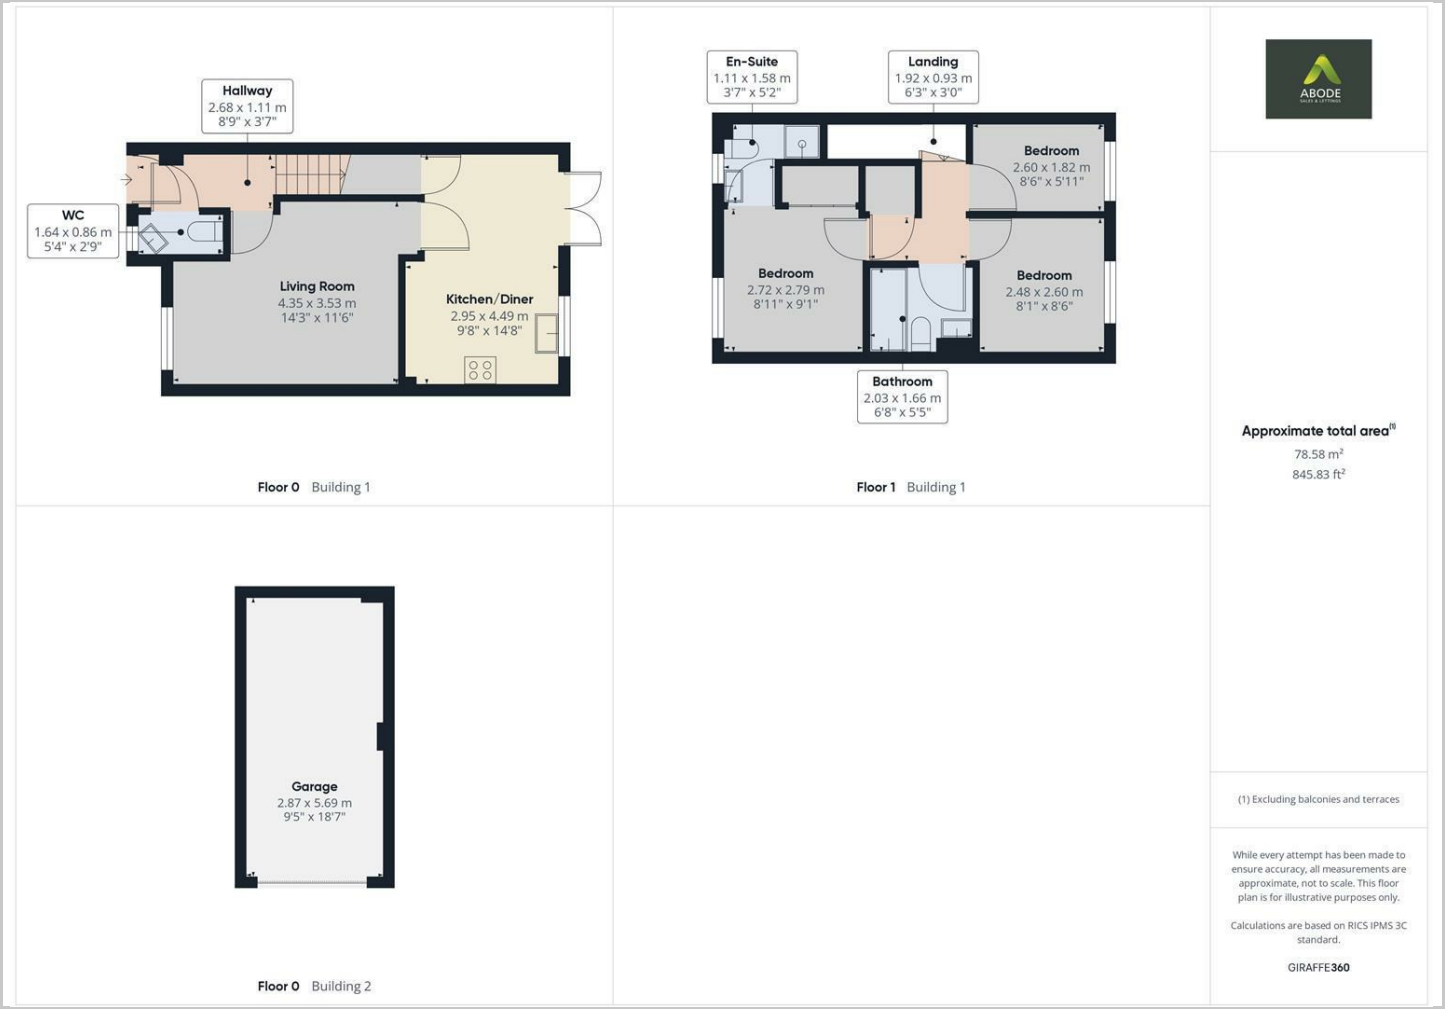 Hallway
2.68 x 1.11 m
8'9" x 3'7"
WC
1.64 x 0.86 m
5'4" x 2'9"
Living Room
4.35 x 3.53 m
14'3" x 11'6"
Kitchen/Diner
2.95 x 4.49 m
9'8" x 14'8"
Floor 0 Building 1
En-Suite
1.11 x 1.58 m
3'7" x 5'2"
Landing
1.92 x 0.93 m
6'3" x 3'0"
Bedroom
2.60 x 1.82 m
8'6" x 5'11"
Bedroom
2.72 x 2.79 m
8'11" x 9'1"
Bedroom
2.48 x 2.60 m
8'1" x 8'6"
Bathroom
2.03 x 1.66 m
6'8" x 5'5"
Floor 1 Building 1
Garage
2.87 x 5.69 m
9'5" x 18'7"
Floor 0 Building 2
ABODE
SALES & LETTINGS
Approximate total area(1)
78.58 m²
845.83 ft²
(1) Excluding balconies and terraces
While every attempt has been made to
ensure accuracy, all measurements are
approximate, not to scale. This floor
plan is for illustrative purposes only.
Calculations are based on RICS IPMS 3C
standard.
GIRAFFE360